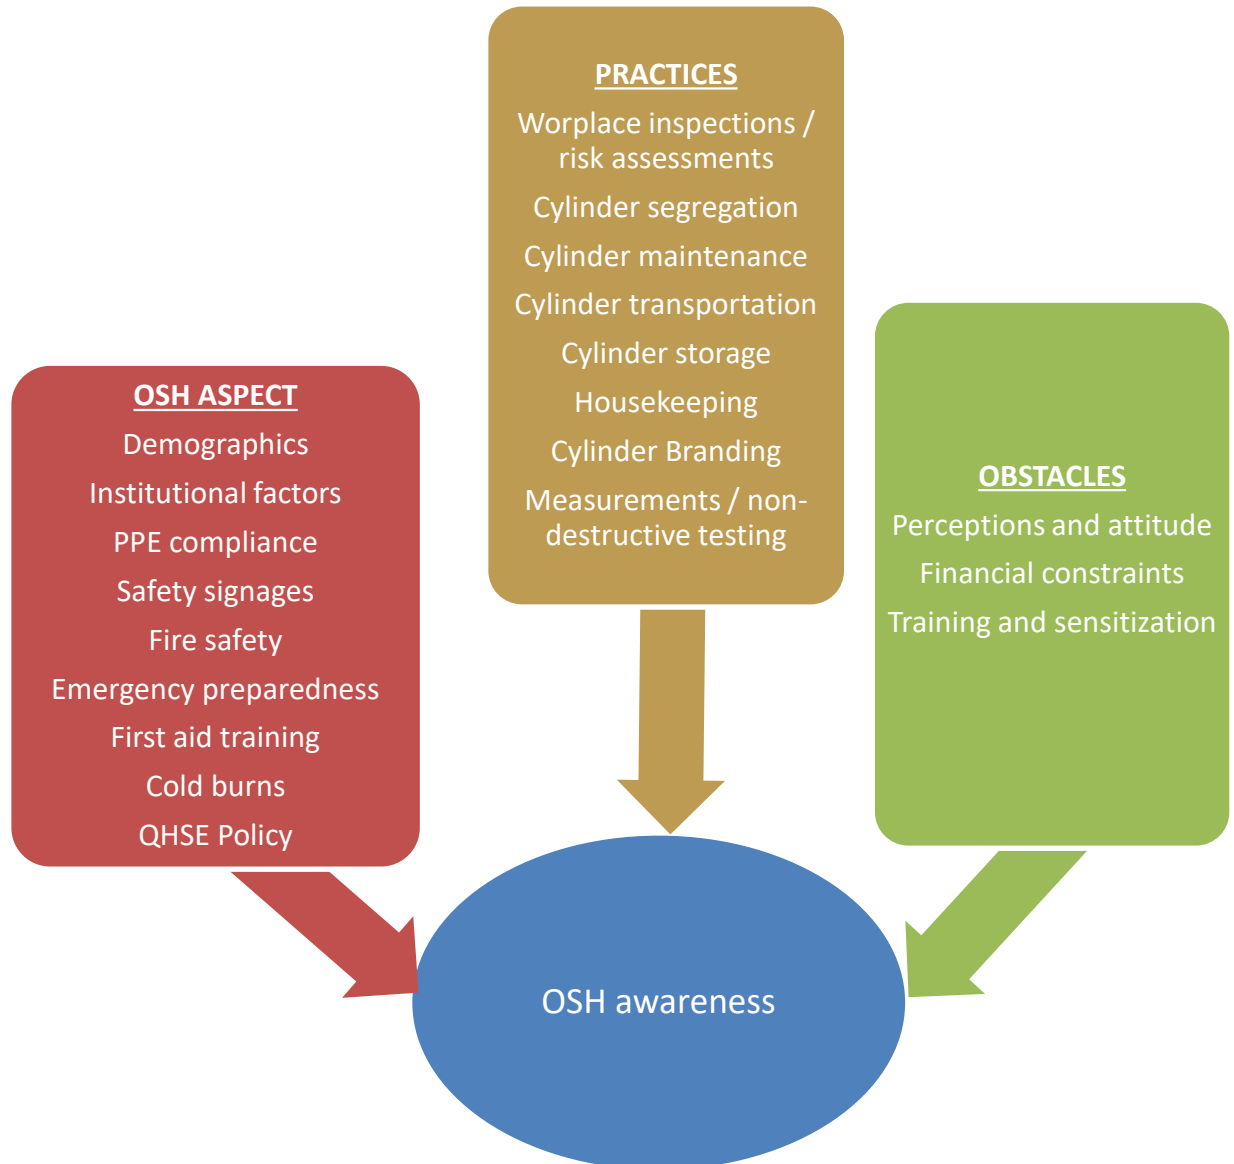 PRACTICES
Worplace inspections /
risk assessments
Cylinder segregation
Cylinder maintenance
Cylinder transportation
Cylinder storage
Housekeeping
Cylinder Branding
Measurements / non-
destructive testing
OSH ASPECT
Demographics
Institutional factors
PPE compliance
Safety signages
Fire safety
Emergency preparedness
First aid training
Cold burns
QHSE Policy
OBSTACLES
Perceptions and attitude
Financial constraints
Training and sensitization
OSH awareness